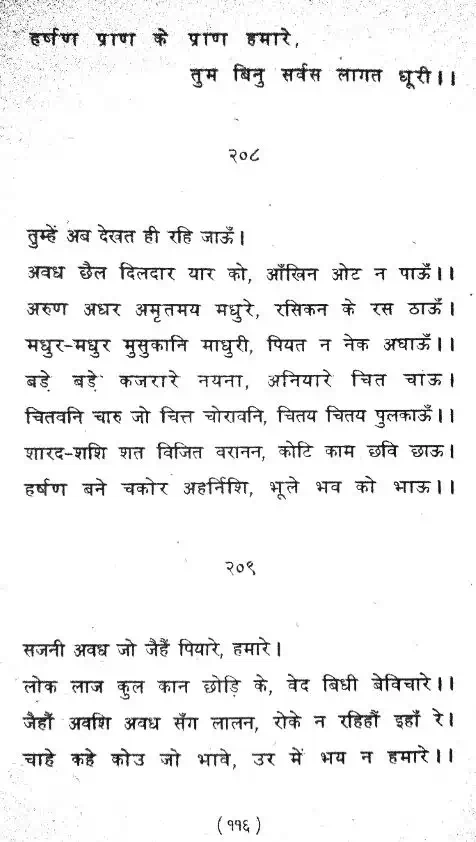 हर्षण प्राण के प्राण हमारे,
तुम बिनु सर्वस लागत धूरी।।
२०८
तुम्हें अब देखत ही रहि जाऊँ।
अवध छैल दिलदार यार को, आँखिन ओट न पाऊँ।।
अरुण अधर अमृतमय मधुरे, रसिकन के रस ठाऊँ।
मधुर-मधुर मुसुकानि माधुरी, पियत न नेक अघाऊँ।।
बड़े बड़े कजरारे नयना, अनियारे चित चाऊ।
चितवनि चारु जो चित्त चोरावनि, चितय चितय पुलकाऊँ।।
शारद-शशि शत विजित वरानन, कोटि काम छवि छाऊ।
हर्षण बने चकोर अहर्निशि, भूले भव को भाऊ।।
२०९
सजनी अवध जो जैहैं पियारे, हमारे।
लोक लाज कुल कान छोड़ि के, वेद बिधी बेविचारे।।
जैहौं अवशि अवध सँग लालन, रोके न रहिहौं इहाँ रे।
चाहे कहे कोउ जो भावे, उर में भय न हमारे।।
(११६)